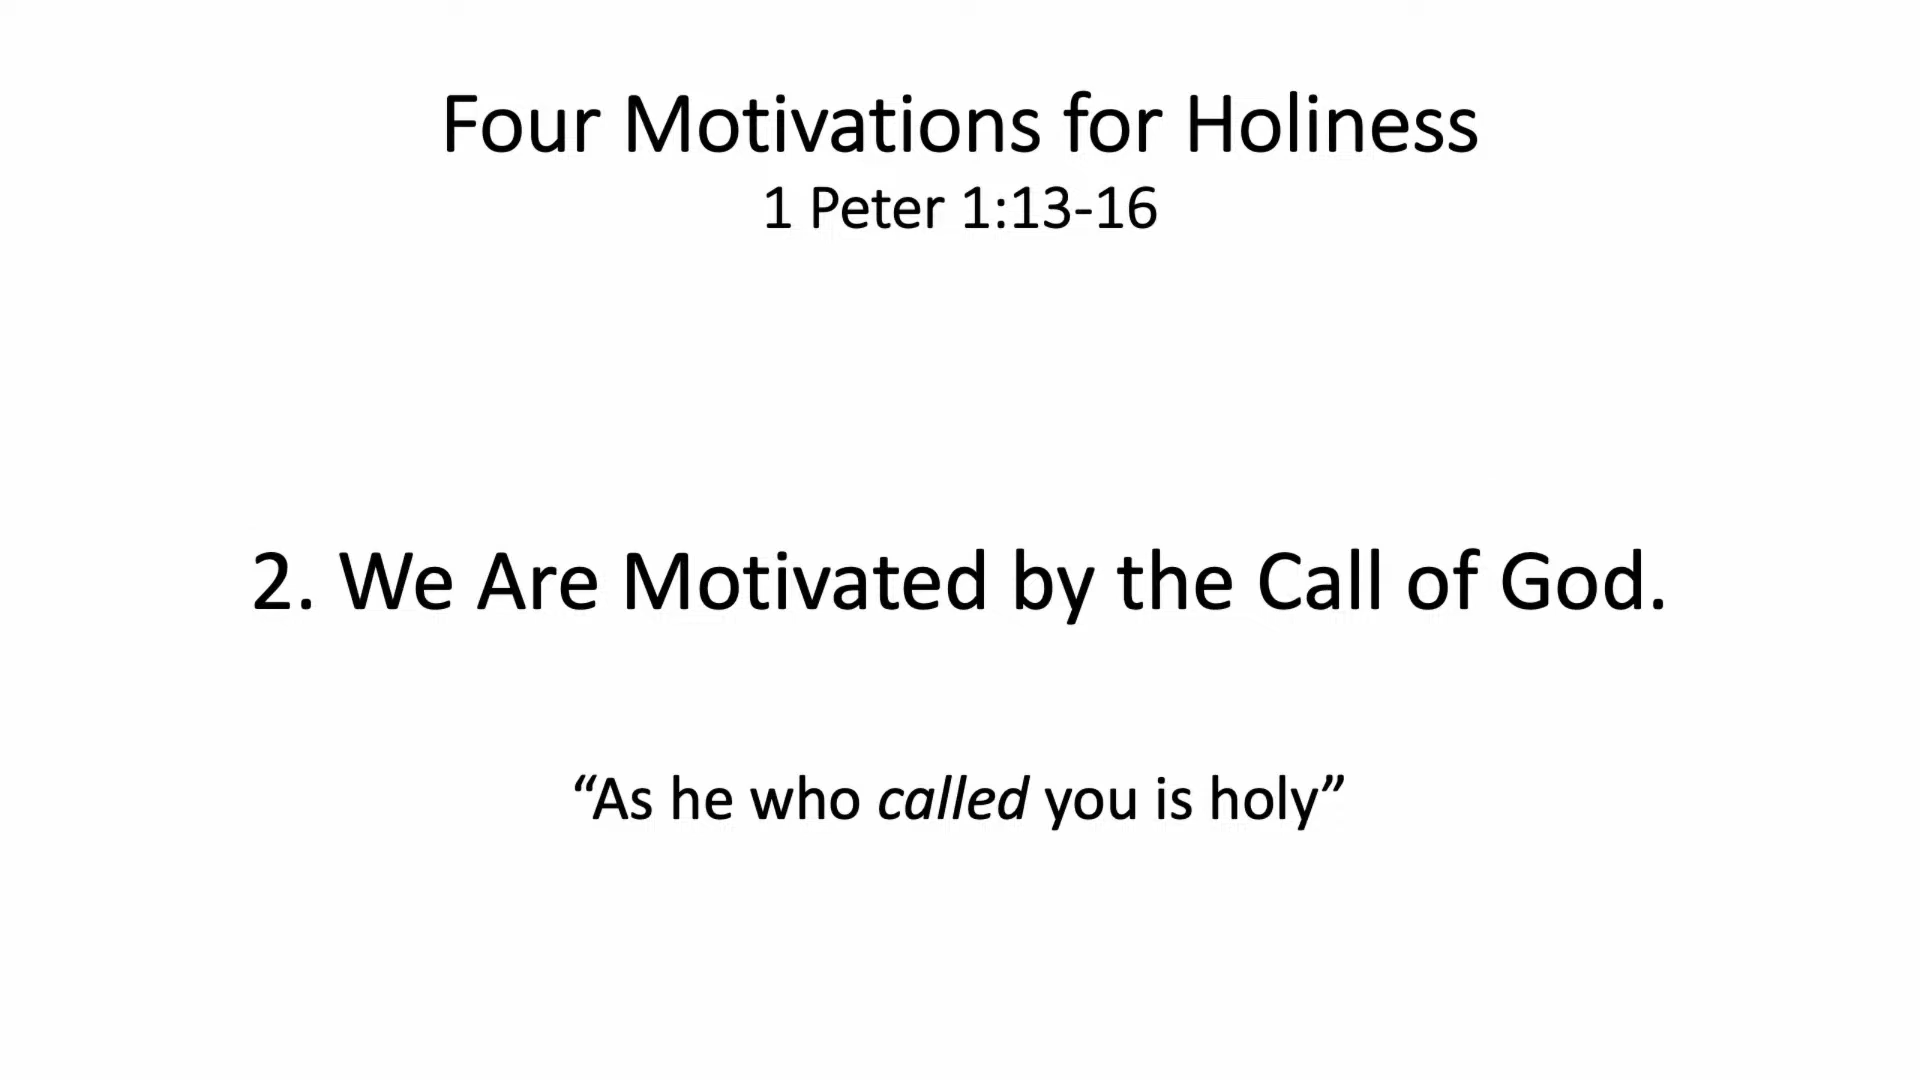 Four Motivations for Holiness
1 Peter 1:13-16
2. We Are Motivated by the Call of God.
“As he who called you is holy”